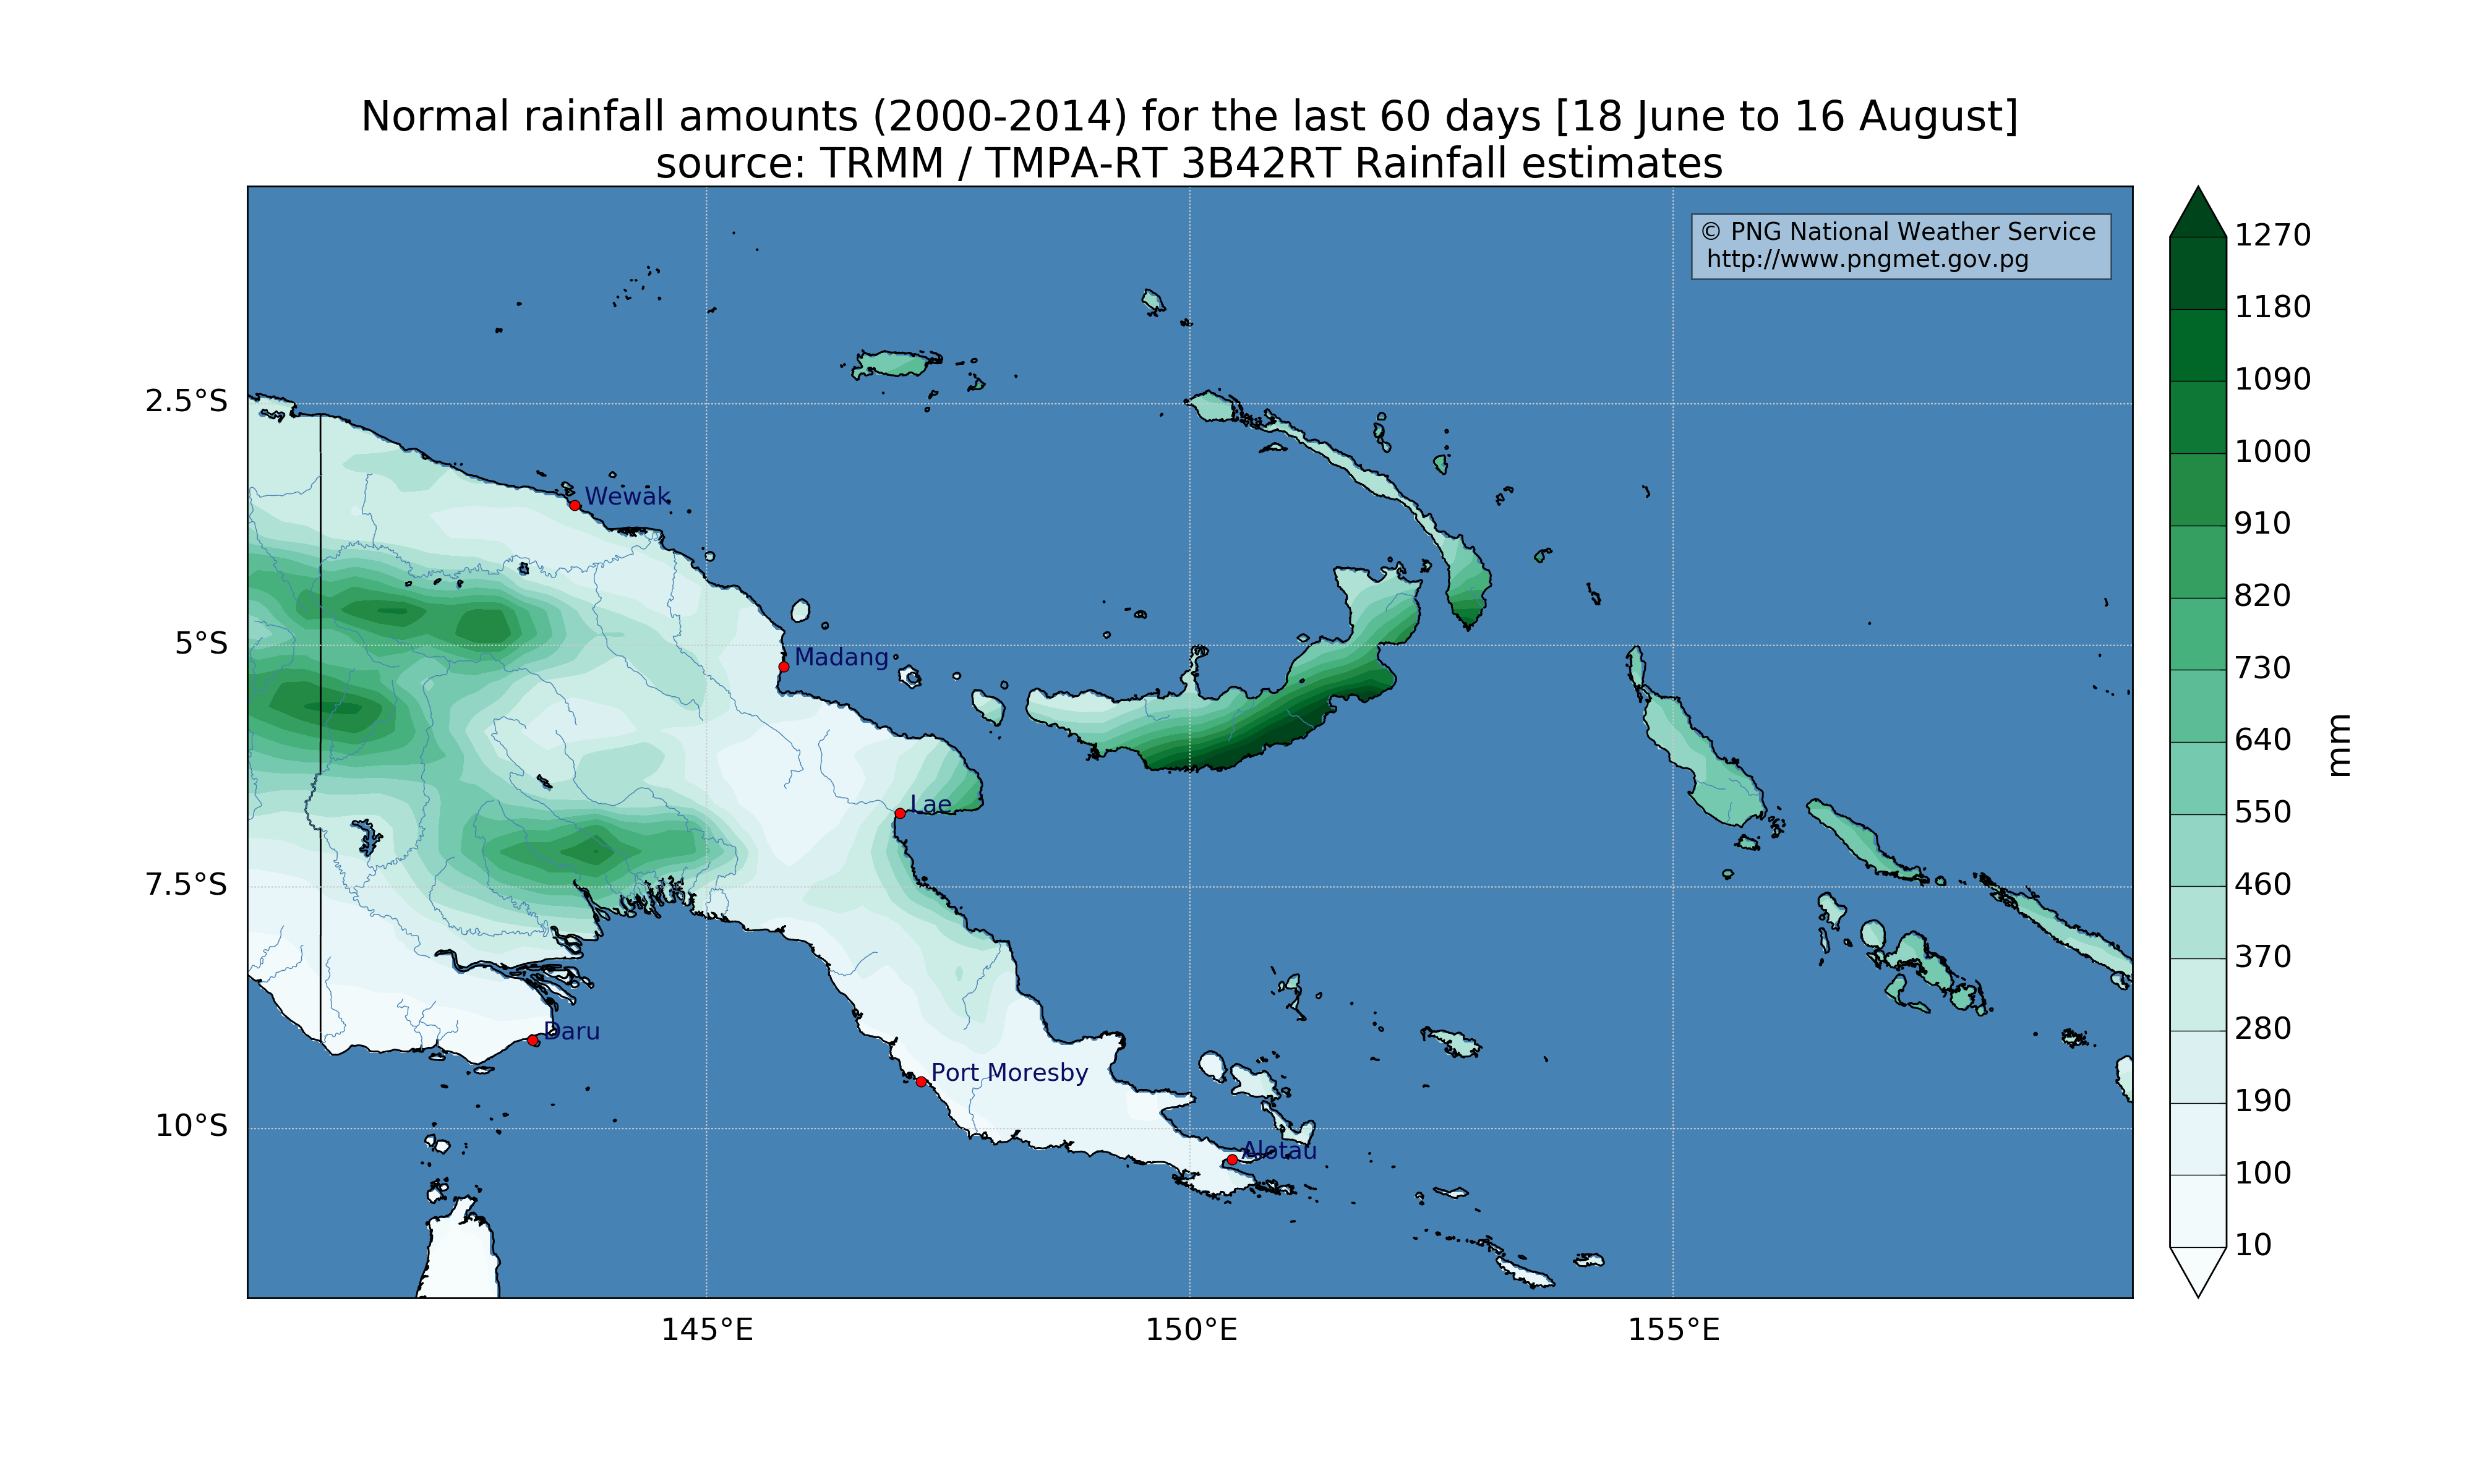 Normal rainfall amounts (2000-2014) for the last 60 days [18 June to 16 August]
source: TRMM / TMPA-RT 3B42RT Rainfall estimates
© PNG National Weather Service
http://www.pngmet.gov.pg
1270
1180
1090
1000
910
820
730
640
550
460
370
280
190
100
10
mm
2.5°S
5°S
7.5°S
10°S
Wewak
Madang
Lae
Daru
Port Moresby
Alotau
145°E
150°E
155°E